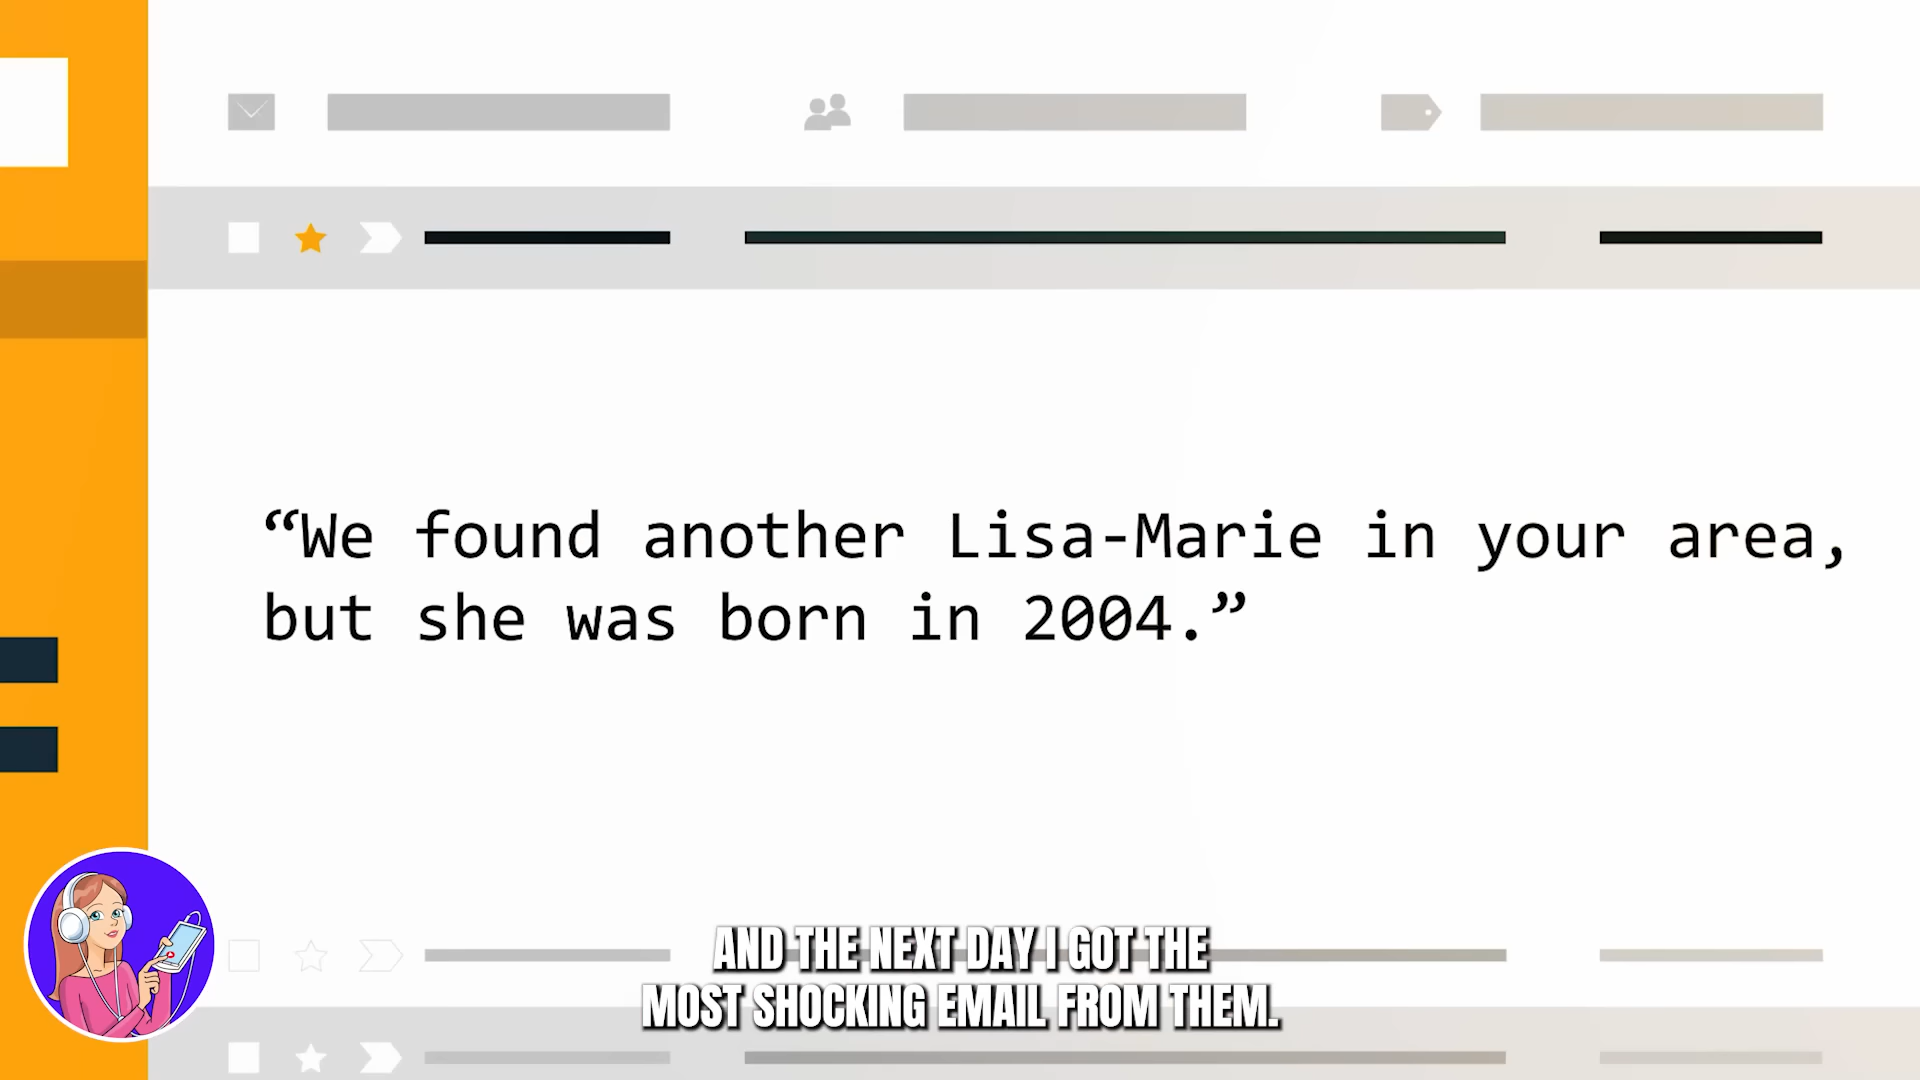 “We found another Lisa-Marie in your area,
but she was born in 2004.”
AND THE NEXT DAY I GOT THE
MOST SHOCKING EMAIL FROM THEM.